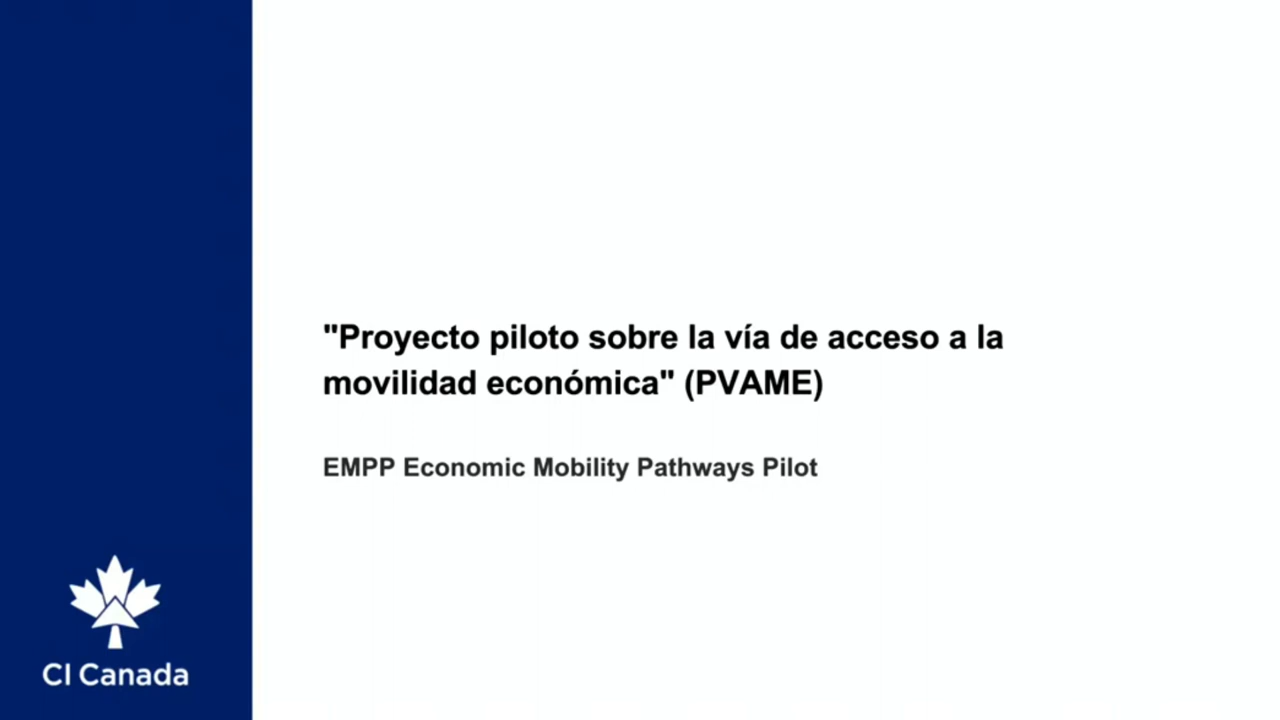 "Proyecto piloto sobre la vía de acceso a la
movilidad económica" (PVAME)
EMPP Economic Mobility Pathways Pilot
CI Canada